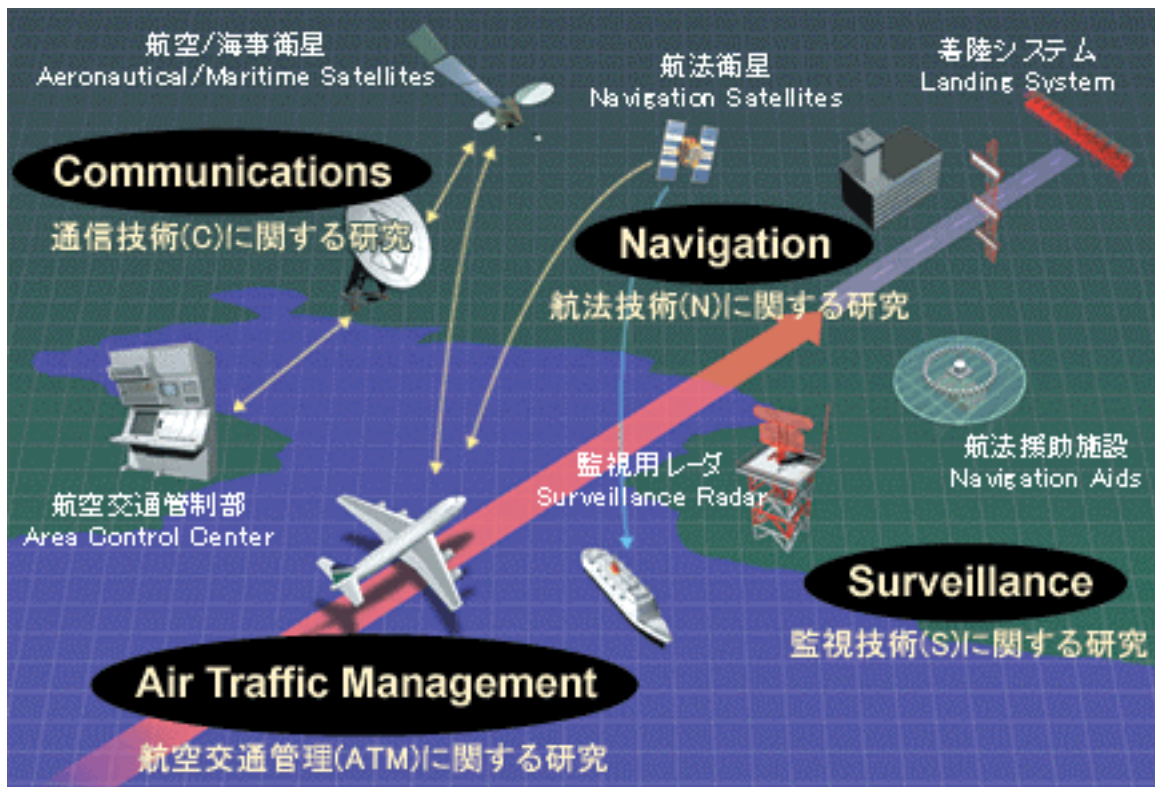 航空/海事衛星
Aeronautical/Maritime Satellites
航法衛星
Navigation Satellites
着陸システム
Landing System
Communications
通信技術(C)に関する研究
Navigation
航法技術(N)に関する研究
航空交通管制部
Area Control Center
監視用レーダ
Surveillance Radar
航法援助施設
Navigation Aids
Surveillance
監視技術(S)に関する研究
Air Traffic Management
航空交通管理(ATM)に関する研究